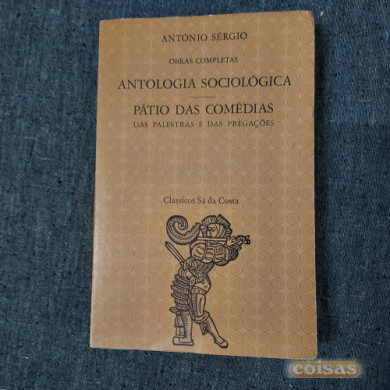 ANTÓNIO SÉRGIO
OBRAS COMPLETAS
ANTOLOGIA SOCIOLÓGICA
PÁTIO DAS COMÉDIAS
DAS PALESTRAS E DAS PREGAÇÕES
Clássicos Sá da Costa
coisas